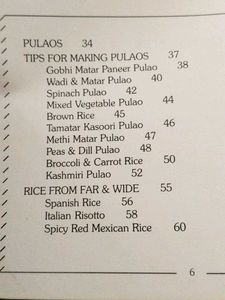 PULAOS 34
TIPS FOR MAKING PULAOS 37
Gobhi Matar Paneer Pulao 38
Wadi & Matar Pulao 40
Spinach Pulao 42
Mixed Vegetable Pulao 44
Brown Rice 45
Tamatar Kasoori Pulao 46
Methi Matar Pulao 47
Peas & Dill Pulao 48
Broccoli & Carrot Rice 50
Kashmiri Pulao 52
RICE FROM FAR & WIDE 55
Spanish Rice 56
Italian Risotto 58
Spicy Red Mexican Rice 60
6